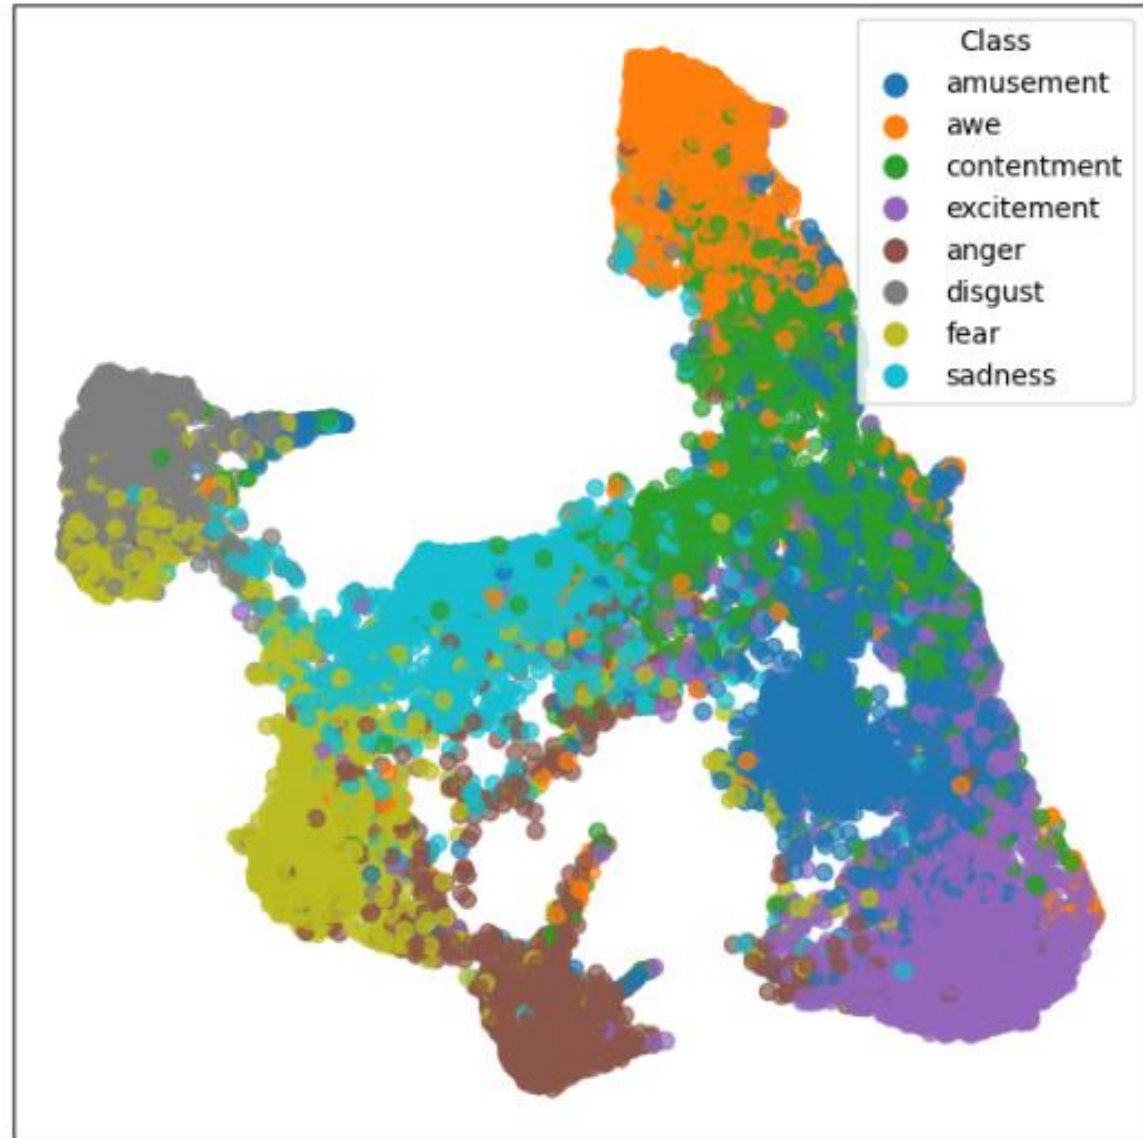 Class
amusement
awe
contentment
excitement
anger
disgust
fear
sadness